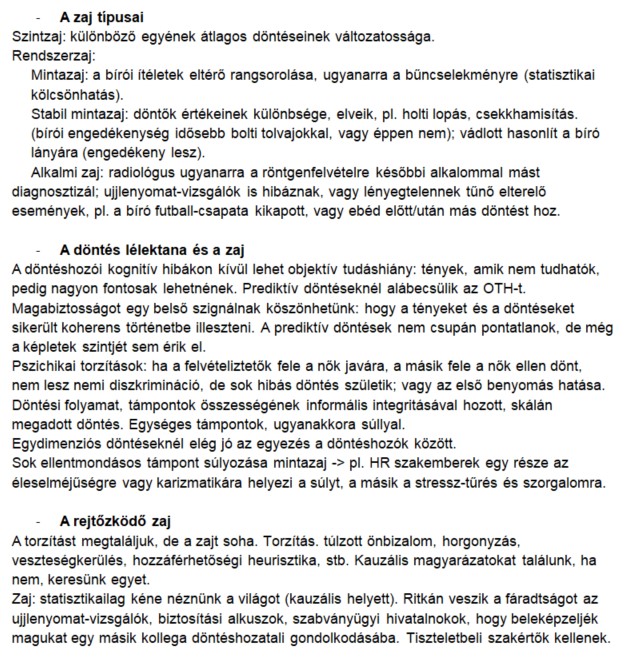 - A zaj típusai
Szintzaj: különböző egyének átlagos döntéseinek változatossága.
Rendszerzaj:
Mintazaj: a bírói ítéletek eltérő rangsorolása, ugyanarra a bűncselekményre (statisztikai
kölcsönhatás).
Stabil mintazaj: döntők értékeinek különbsége, elveik, pl. holti lopás, csekkhamisítás.
(bírói engedékenység idősebb bolti tolvajokkal, vagy éppen nem); vádlott hasonlít a bíró
lányára (engedékeny lesz).
Alkalmi zaj: radiológus ugyanarra a röntgenfelvételre későbbi alkalommal mást
diagnosztizál; ujjlenyomat-vizsgálók is hibáznak, vagy lényegtelennek tűnő elterelő
események, pl. a bíró futball-csapata kikapott, vagy ebéd előtt/után más döntést hoz.
- A döntés lélektana és a zaj
A döntéshozói kognitív hibákon kívül lehet objektív tudáshiány: tények, amik nem tudhatók,
pedig nagyon fontosak lehetnének. Prediktív döntéseknél alábecsülik az OTH-t.
Magabiztosságot egy belső szignálnak köszönhetünk: hogy a tényeket és a döntéseket
sikerült koherens történetbe illeszteni. A prediktív döntések nem csupán pontatlanok, de még
a képletek szintjét sem érik el.
Pszichikai torzítások: ha a felvételiztetők fele a nők javára, a másik fele a nők ellen dönt,
nem lesz nemi diszkrimináció, de sok hibás döntés születik; vagy az első benyomás hatása.
Döntési folyamat, támpontok összességének informális integritásával hozott, skálán
megadott döntés. Egységes támpontok, ugyanakkora súllyal.
Egydimenziós döntéseknél elég jó az egyezés a döntéshozók között.
Sok ellentmondásos támpont súlyozása mintazaj -> pl. HR szakemberek egy része az
éleselméjűségre vagy karizmatikára helyezi a súlyt, a másik a stressz-tűrés és szorgalomra.
- A rejtőzködő zaj
A torzítást megtaláljuk, de a zajt soha. Torzítás. túlzott önbizalom, horgonyzás,
veszteségkerülés, hozzáférhetőségi heurisztika, stb. Kauzális magyarázatokat találunk, ha
nem, keresünk egyet.
Zaj: statisztikailag kéne néznünk a világot (kauzális helyett). Ritkán veszik a fáradtságot az
ujjlenyomat-vizsgálók, biztosítási alkuszok, szabványügyi hivatalnokok, hogy beleképzeljék
magukat egy másik kollega döntéshozatali gondolkodásába. Tiszteletbeli szakértők kellenek.